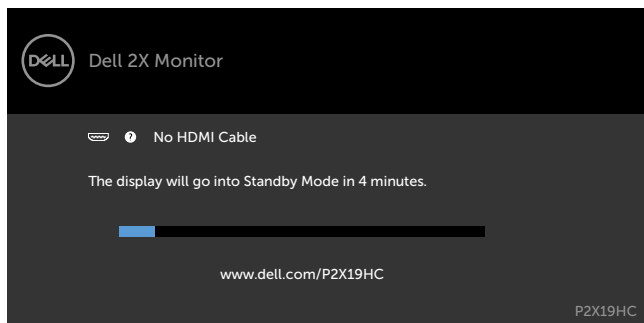 DELL
Dell 2X Monitor
? No HDMI Cable
The display will go into Standby Mode in 4 minutes.
www.dell.com/P2X19HC
P2X19HC